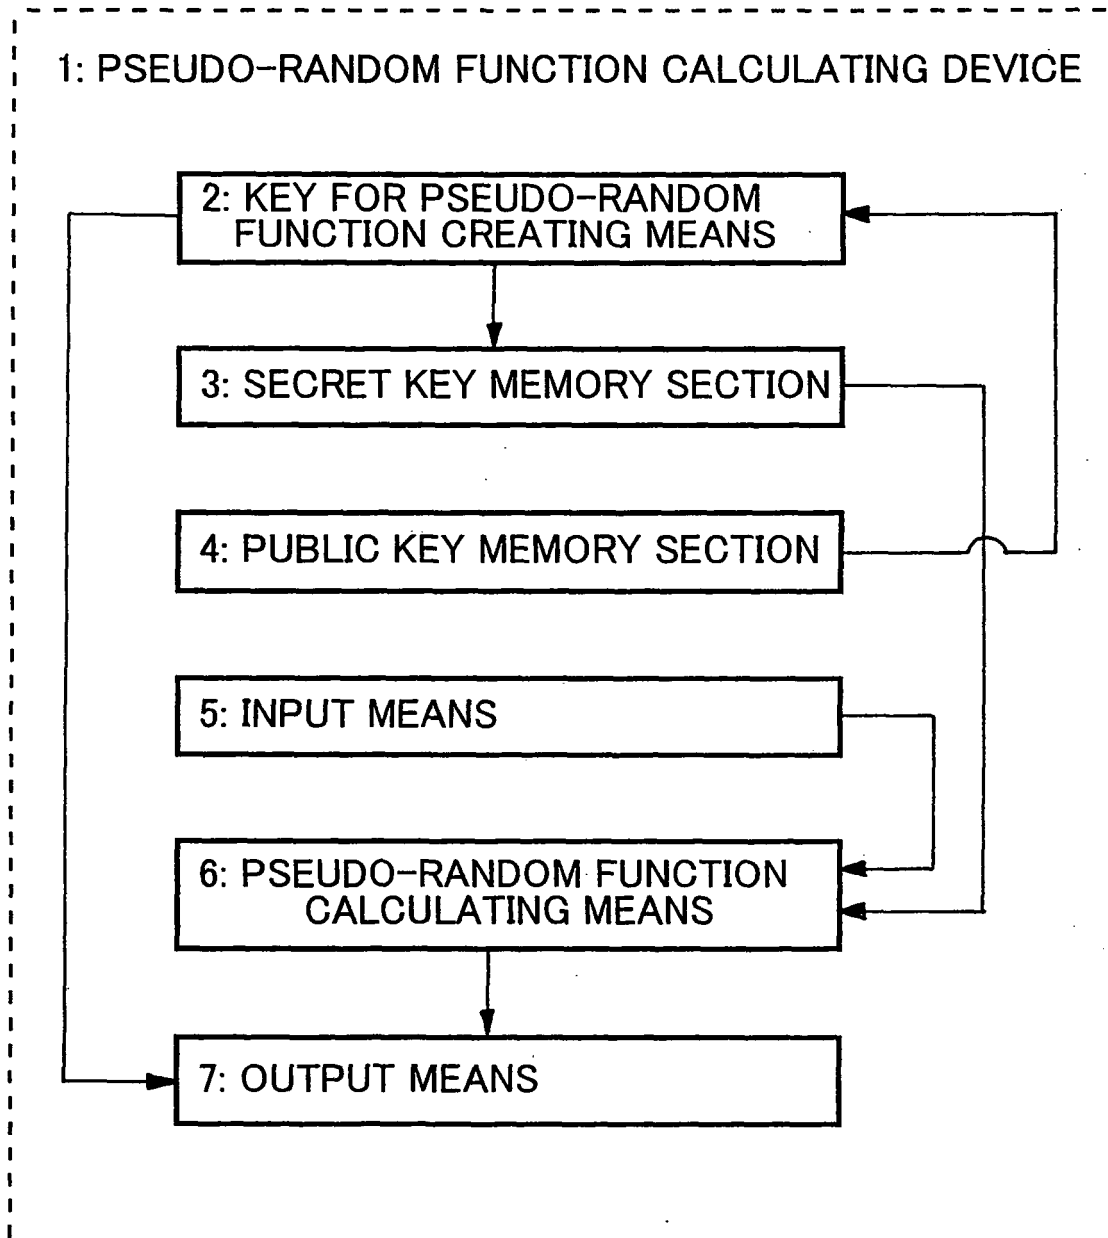 1: PSEUDO-RANDOM FUNCTION CALCULATING DEVICE
2: KEY FOR PSEUDO-RANDOM
FUNCTION CREATING MEANS
3: SECRET KEY MEMORY SECTION
4: PUBLIC KEY MEMORY SECTION
5: INPUT MEANS
6: PSEUDO-RANDOM FUNCTION
CALCULATING MEANS
7: OUTPUT MEANS